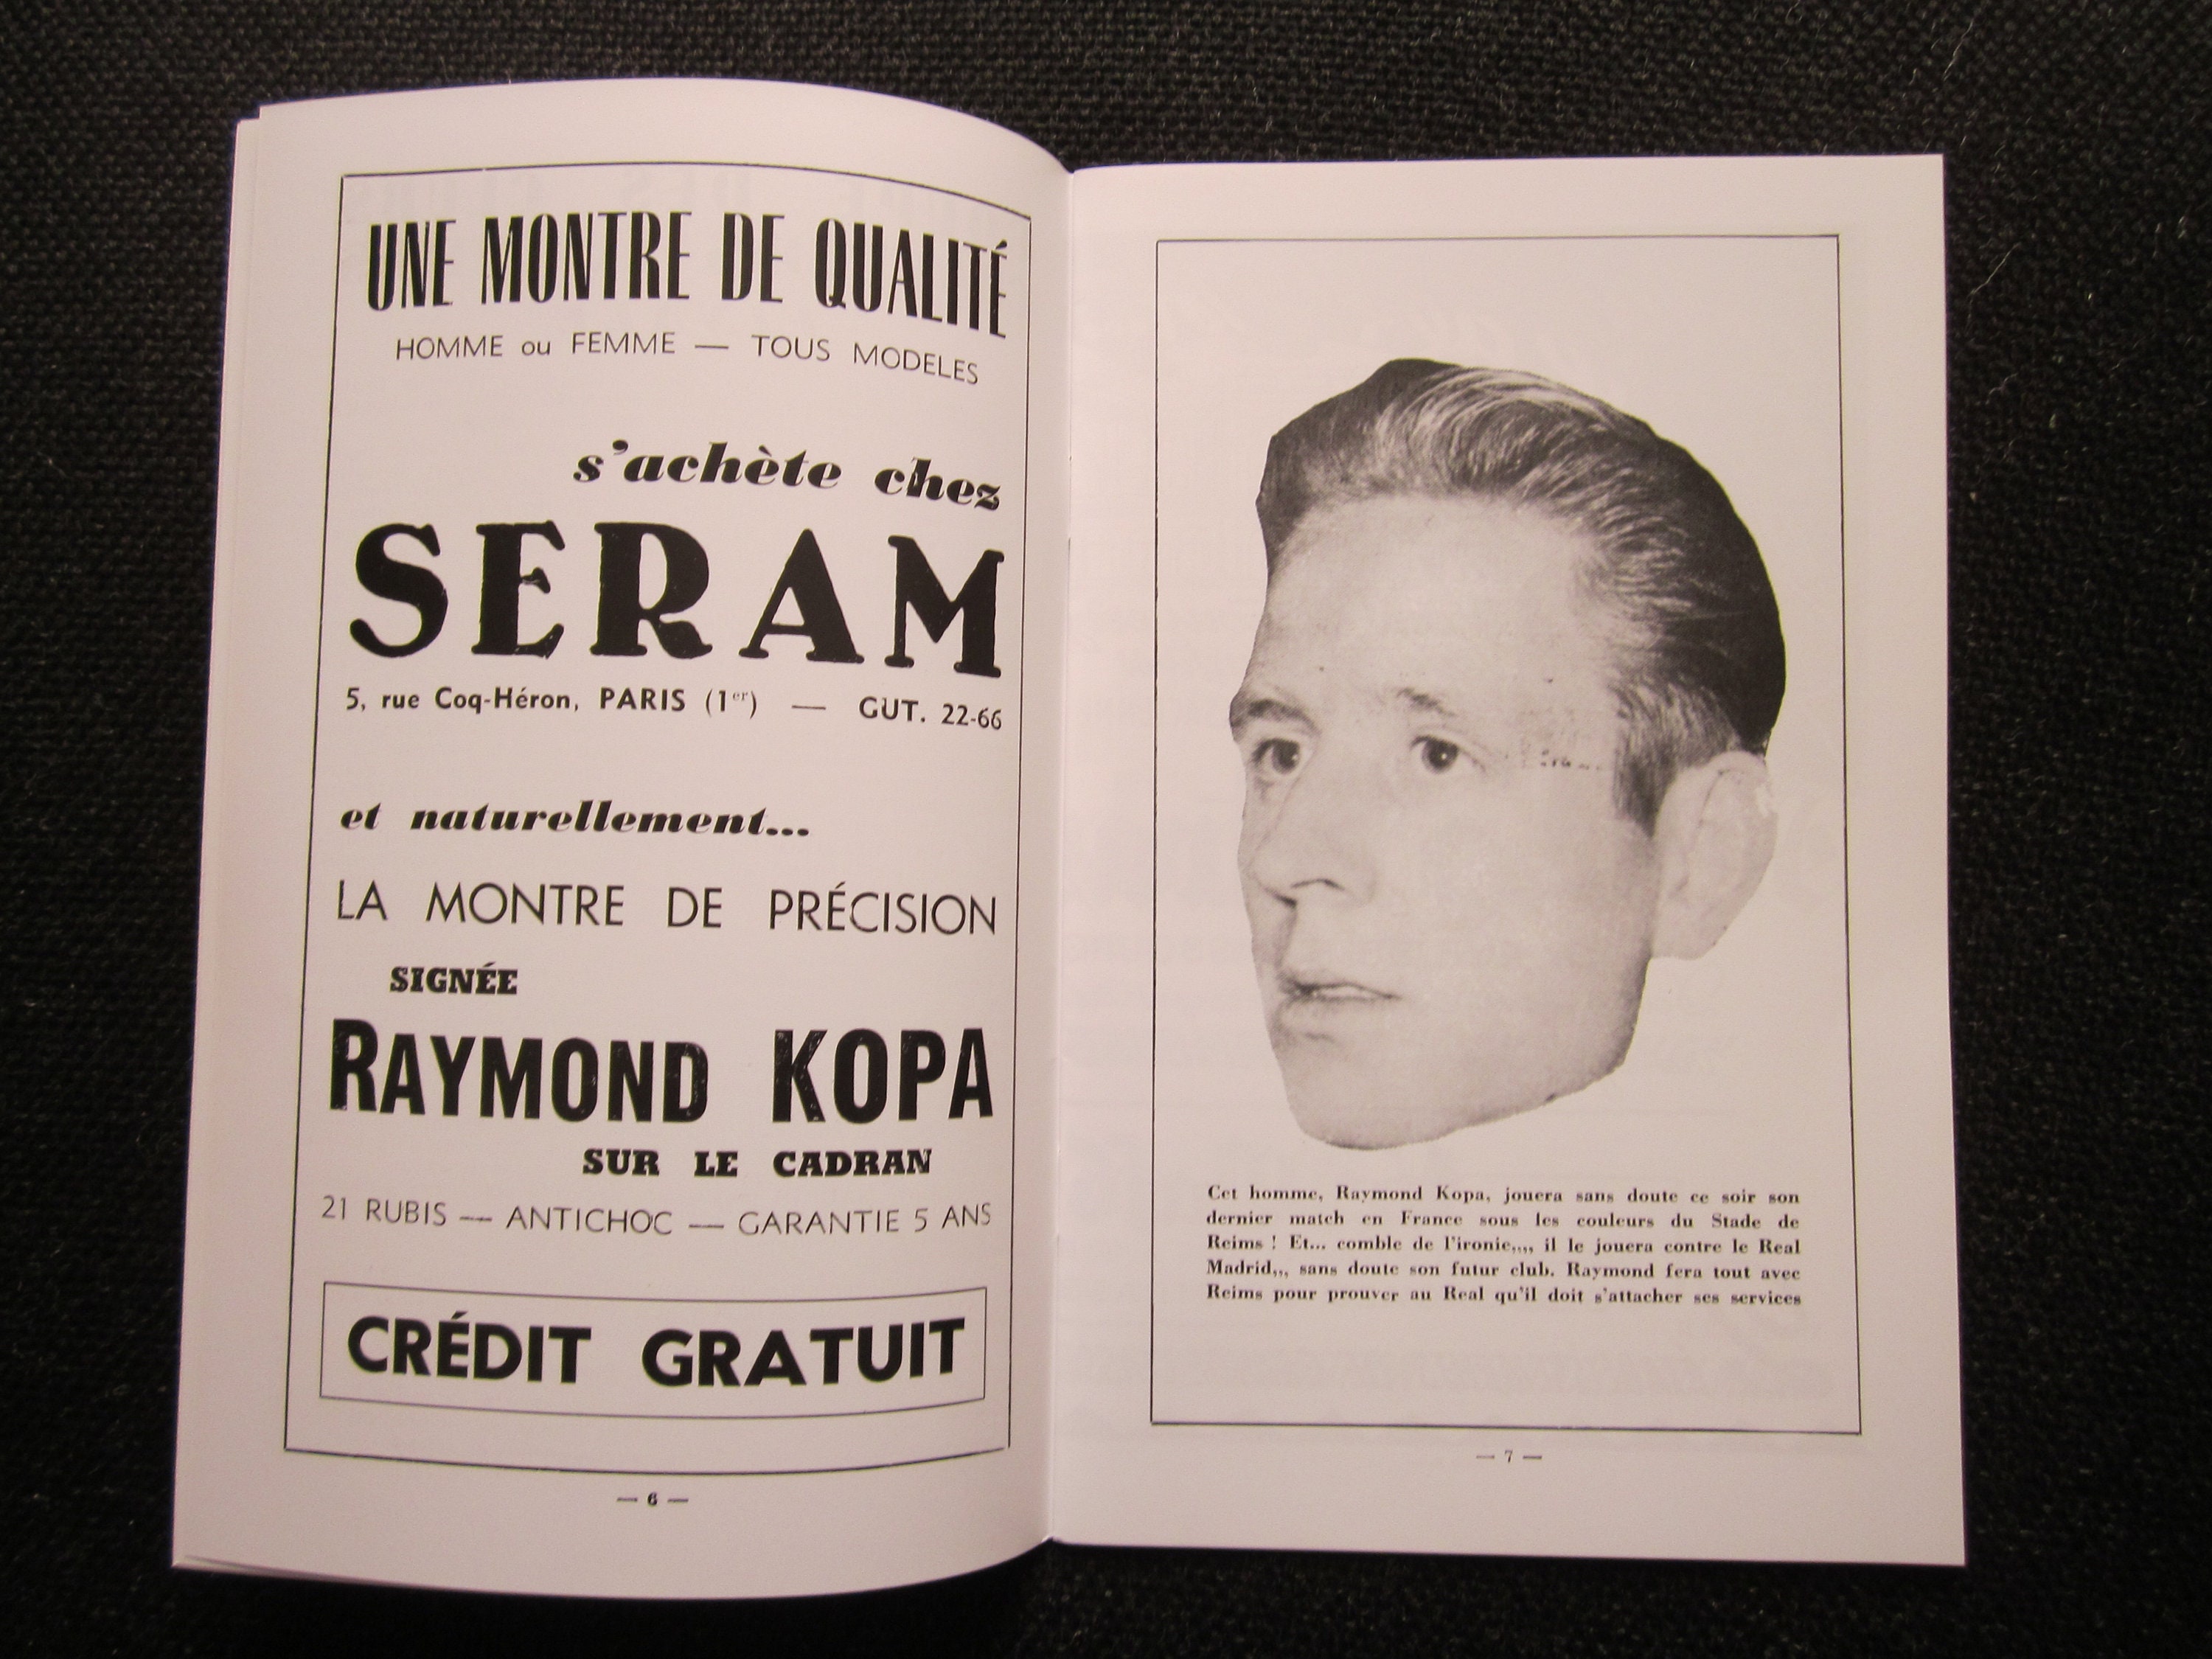 UNE MONTRE DE QUALITÉ
HOMME ou FEMME — TOUS MODELES
s'achète chez
SERAM
5, rue Coq-Héron, PARIS (1er) — GUT. 22-66
et naturellement...
LA MONTRE DE PRÉCISION
SIGNÉE
RAYMOND KOPA
SUR LE CADRAN
21 RUBIS — ANTICHOC — GARANTIE 5 ANS
CRÉDIT GRATUIT
— 6 —
Cet homme, Raymond Kopa, jouera sans doute ce soir son
dernier match en France sous les couleurs du Stade de
Reims ! Et... comble de l'ironie,,,, il le jouera contre le Real
Madrid,,, sans doute son futur club. Raymond fera tout avec
Reims pour prouver au Real qu'il doit s'attacher ses services
— 7 —